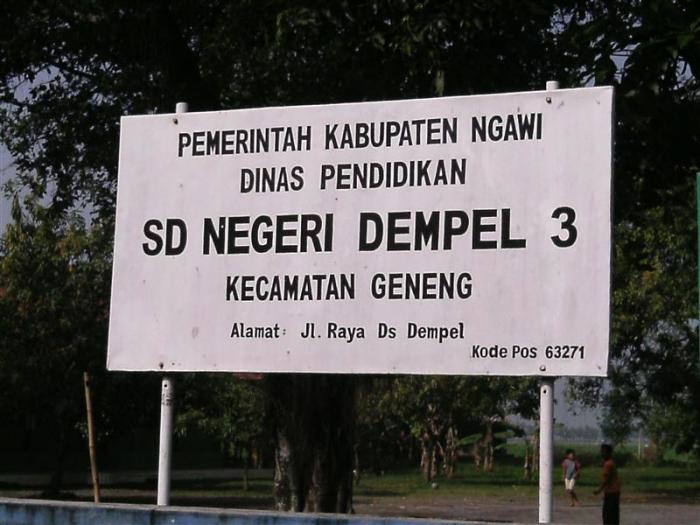 PEMERINTAH KABUPATEN NGAWI
DINAS PENDIDIKAN
SD NEGERI DEMPEL 3
KECAMATAN GENENG
Alamat: Jl. Raya Ds Dempel
Kode Pos 63271